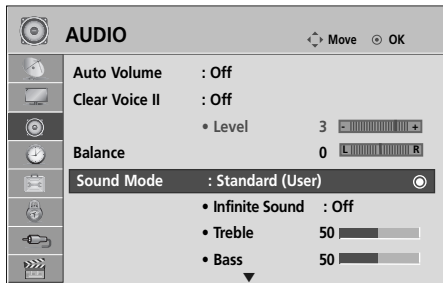 AUDIO Move OK
Auto Volume : Off
Clear Voice II : Off
• Level 3 - +
Balance 0 L R
Sound Mode : Standard (User)
• Infinite Sound : Off
• Treble 50
• Bass 50